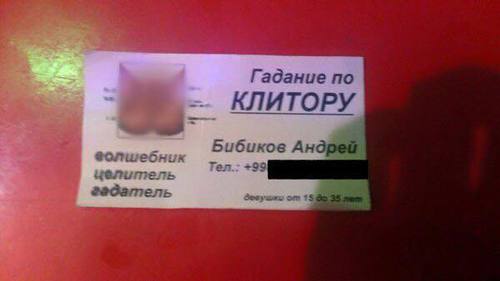 Гадание по
КЛИТОРУ
Бибиков Андрей
Тел.: +99
волшебник
целитель
гадатель
девушки от 15 до 35 лет